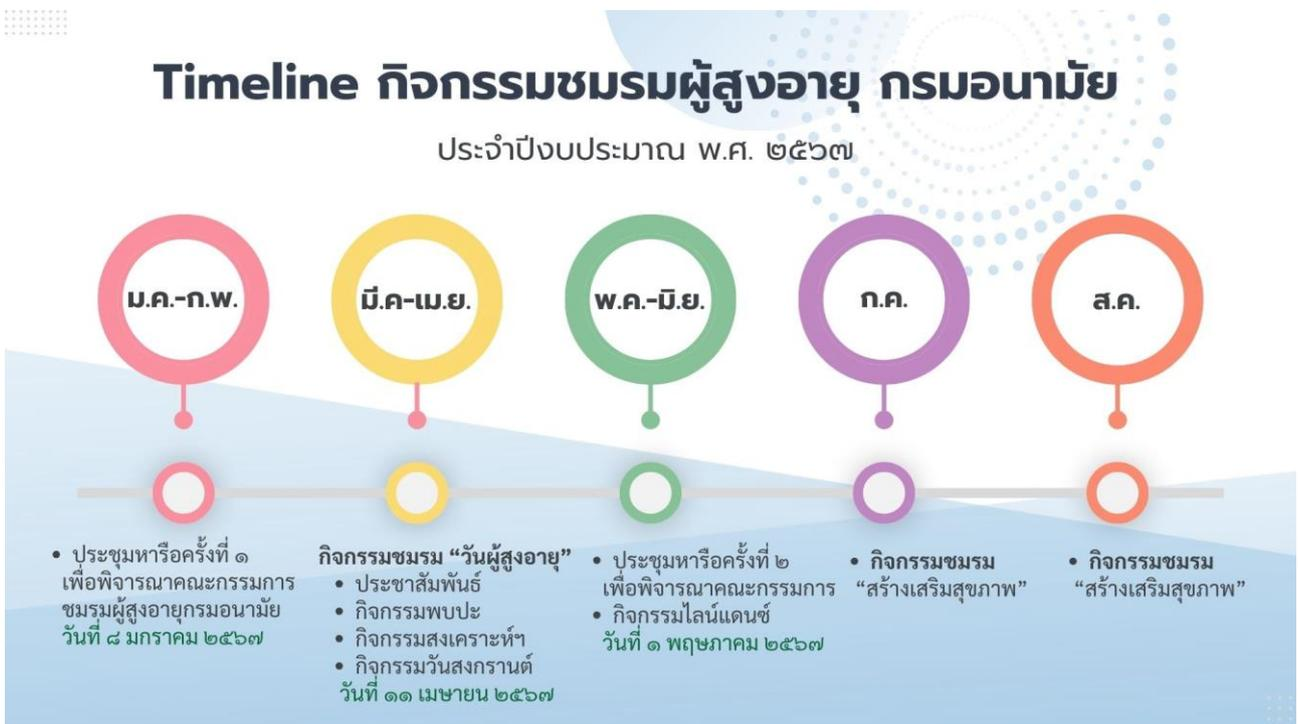 Timeline กิจกรรมชมรมผู้สูงอายุ กรมอนามัย
ประจำปีงบประมาณ พ.ศ. ๒๕๖๗
ม.ค.-ก.พ.
มี.ค-เม.ย.
พ.ค.-มิ.ย.
ก.ค.
ส.ค.
• ประชุมหารือครั้งที่ ๑
เพื่อพิจารณาคณะกรรมการ
ชมรมผู้สูงอายุกรมอนามัย
วันที่ ๘ มกราคม ๒๕๖๗
กิจกรรมชมรม “วันผู้สูงอายุ”
• ประชาสัมพันธ์
• กิจกรรมพบปะ
• กิจกรรมสงเคราะห์ฯ
• กิจกรรมวันสงกรานต์
วันที่ ๑๑ เมษายน ๒๕๖๗
• ประชุมหารือครั้งที่ ๒
เพื่อพิจารณาคณะกรรมการ
• กิจกรรมไลน์แดนซ์
วันที่ ๑ พฤษภาคม ๒๕๖๗
• กิจกรรมชมรม
“สร้างเสริมสุขภาพ”
• กิจกรรมชมรม
“สร้างเสริมสุขภาพ”